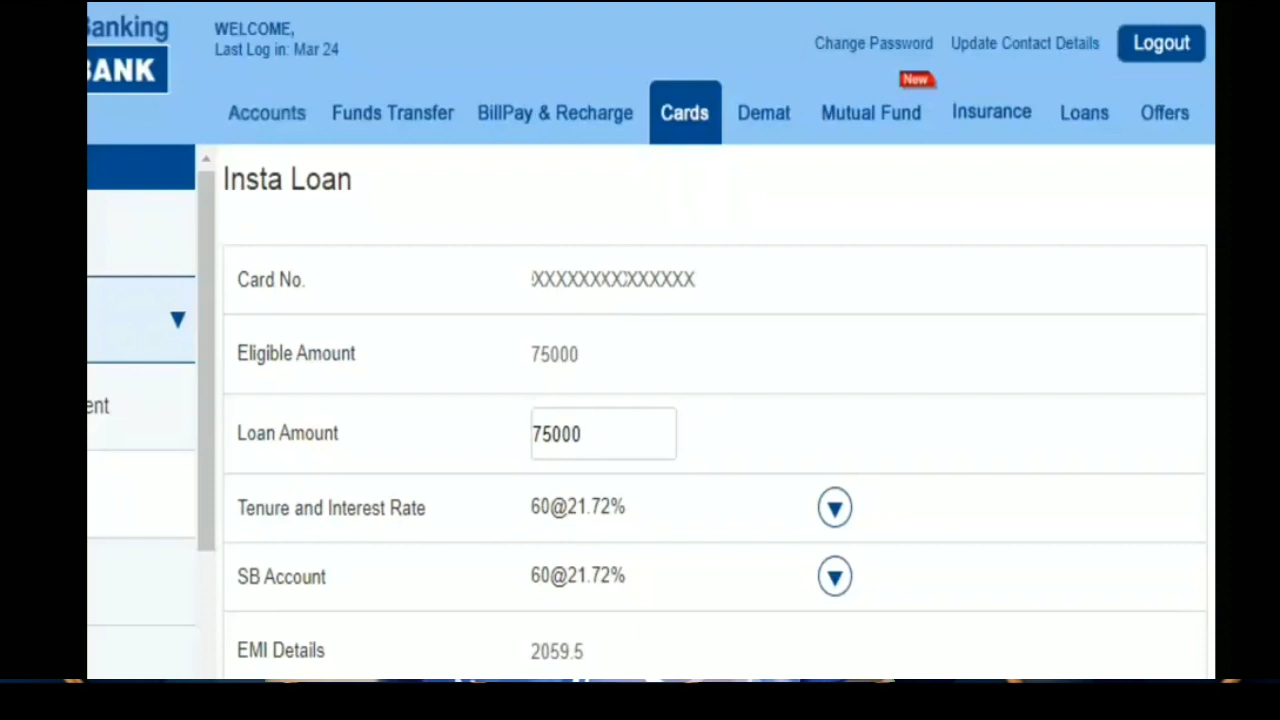 Banking
BANK
WELCOME,
Last Log in: Mar 24
Change Password Update Contact Details Logout
New
Accounts Funds Transfer BillPay & Recharge Cards Demat Mutual Fund Insurance Loans Offers
Insta Loan
Card No. XXXXXXXXXXXXXXX
Eligible Amount 75000
ent
Loan Amount 75000
Tenure and Interest Rate 60@21.72%
SB Account 60@21.72%
EMI Details 2059.5